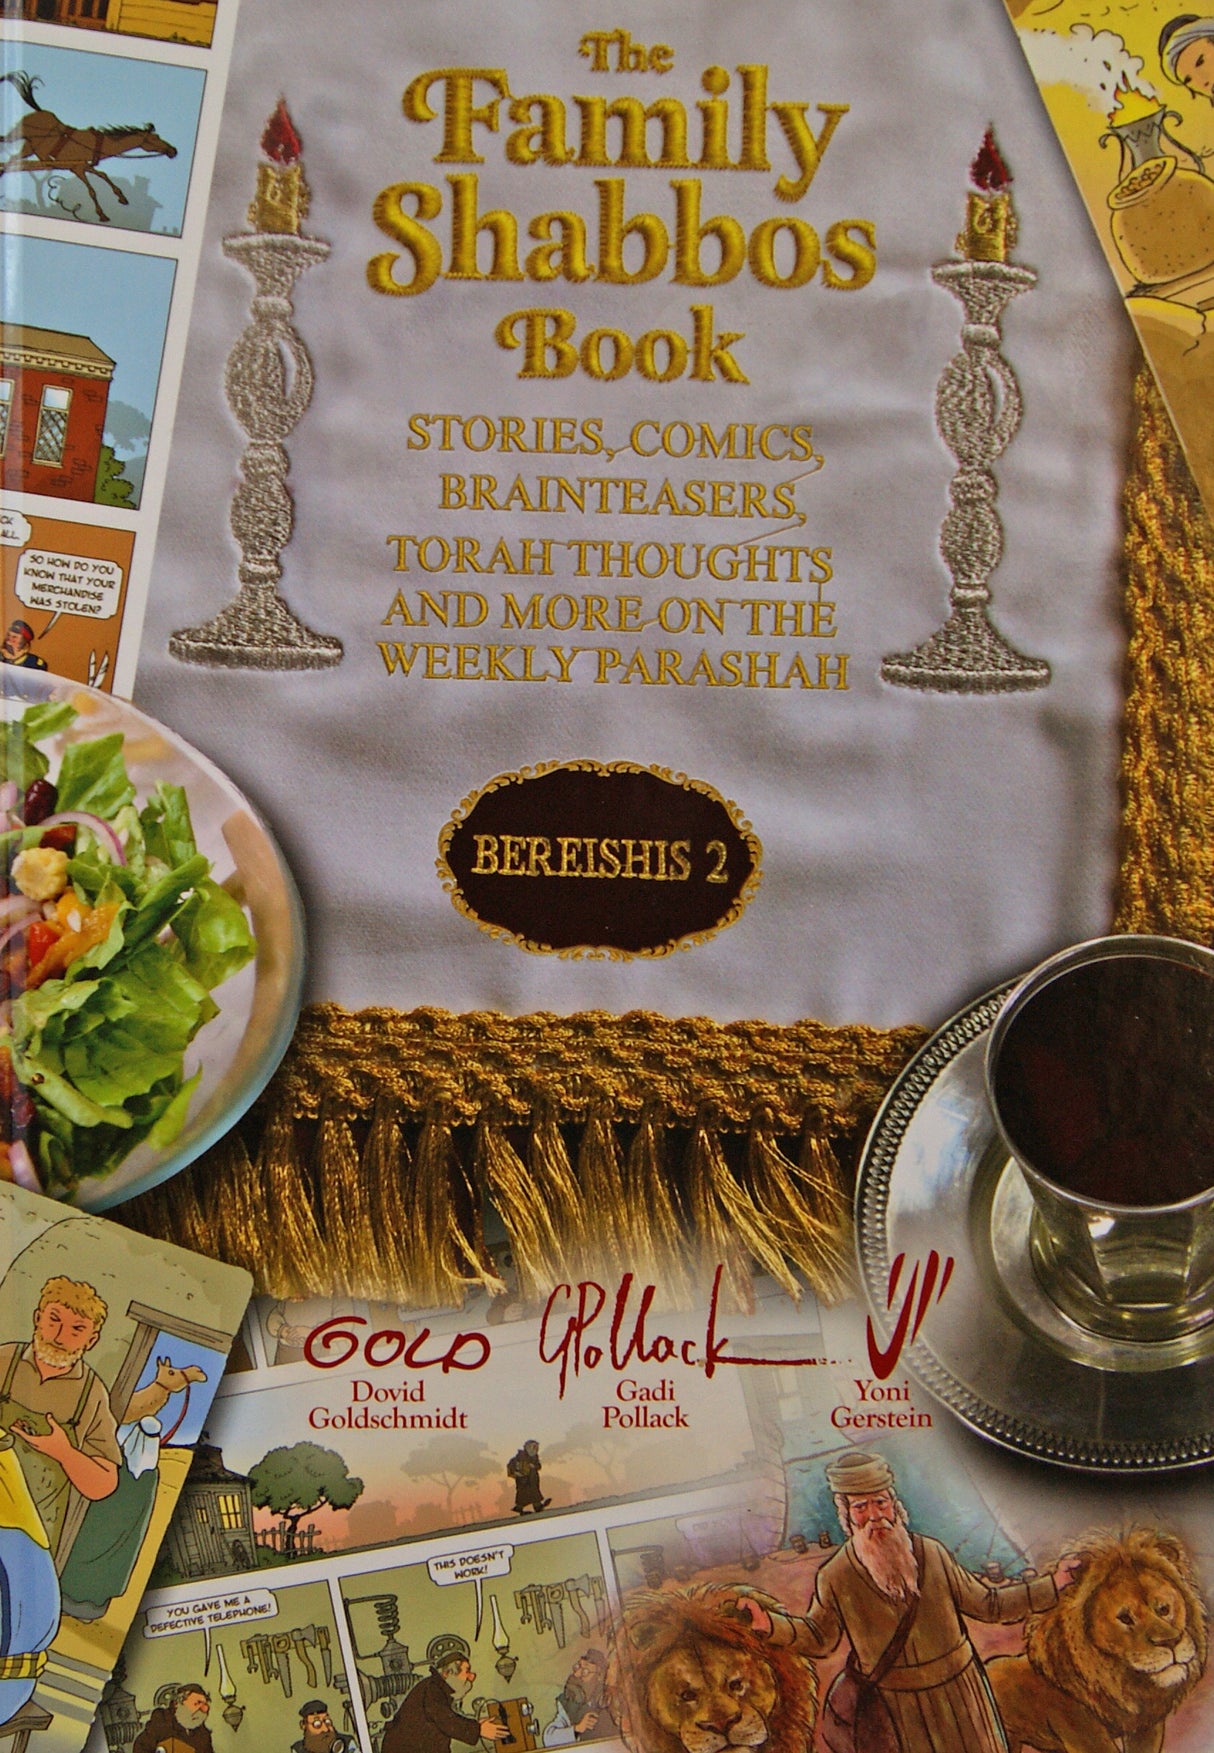 The
Family
Shabbos
Book
STORIES, COMICS,
BRAINTEASERS,
TORAH THOUGHTS
AND MORE ON THE
WEEKLY PARASHAH
ALL.
SO HOW DO YOU
KNOW THAT YOUR
MERCHANDISE
WAS STOLEN?
BEREISHIS 2
GOLD
GPollack
Dovid
Goldschmidt
Gadi
Pollack
Yoni
Gerstein
THIS DOESN'T
WORK!
YOU GAVE ME A
DEFECTIVE TELEPHONE!